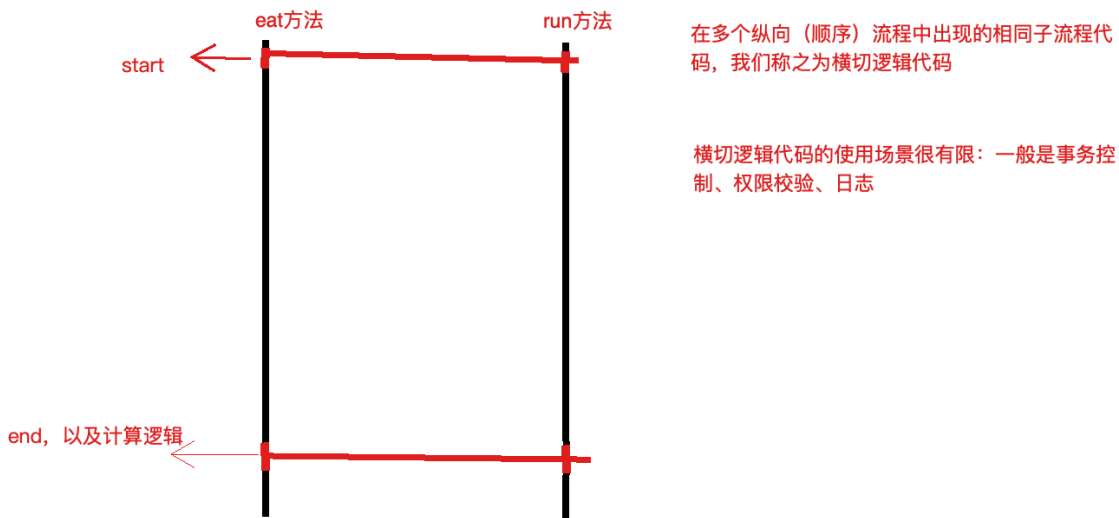 eat方法
run方法
start
end，以及计算逻辑
在多个纵向（顺序）流程中出现的相同子流程代
码，我们称之为横切逻辑代码
横切逻辑代码的使用场景很有限：一般是事务控
制、权限校验、日志